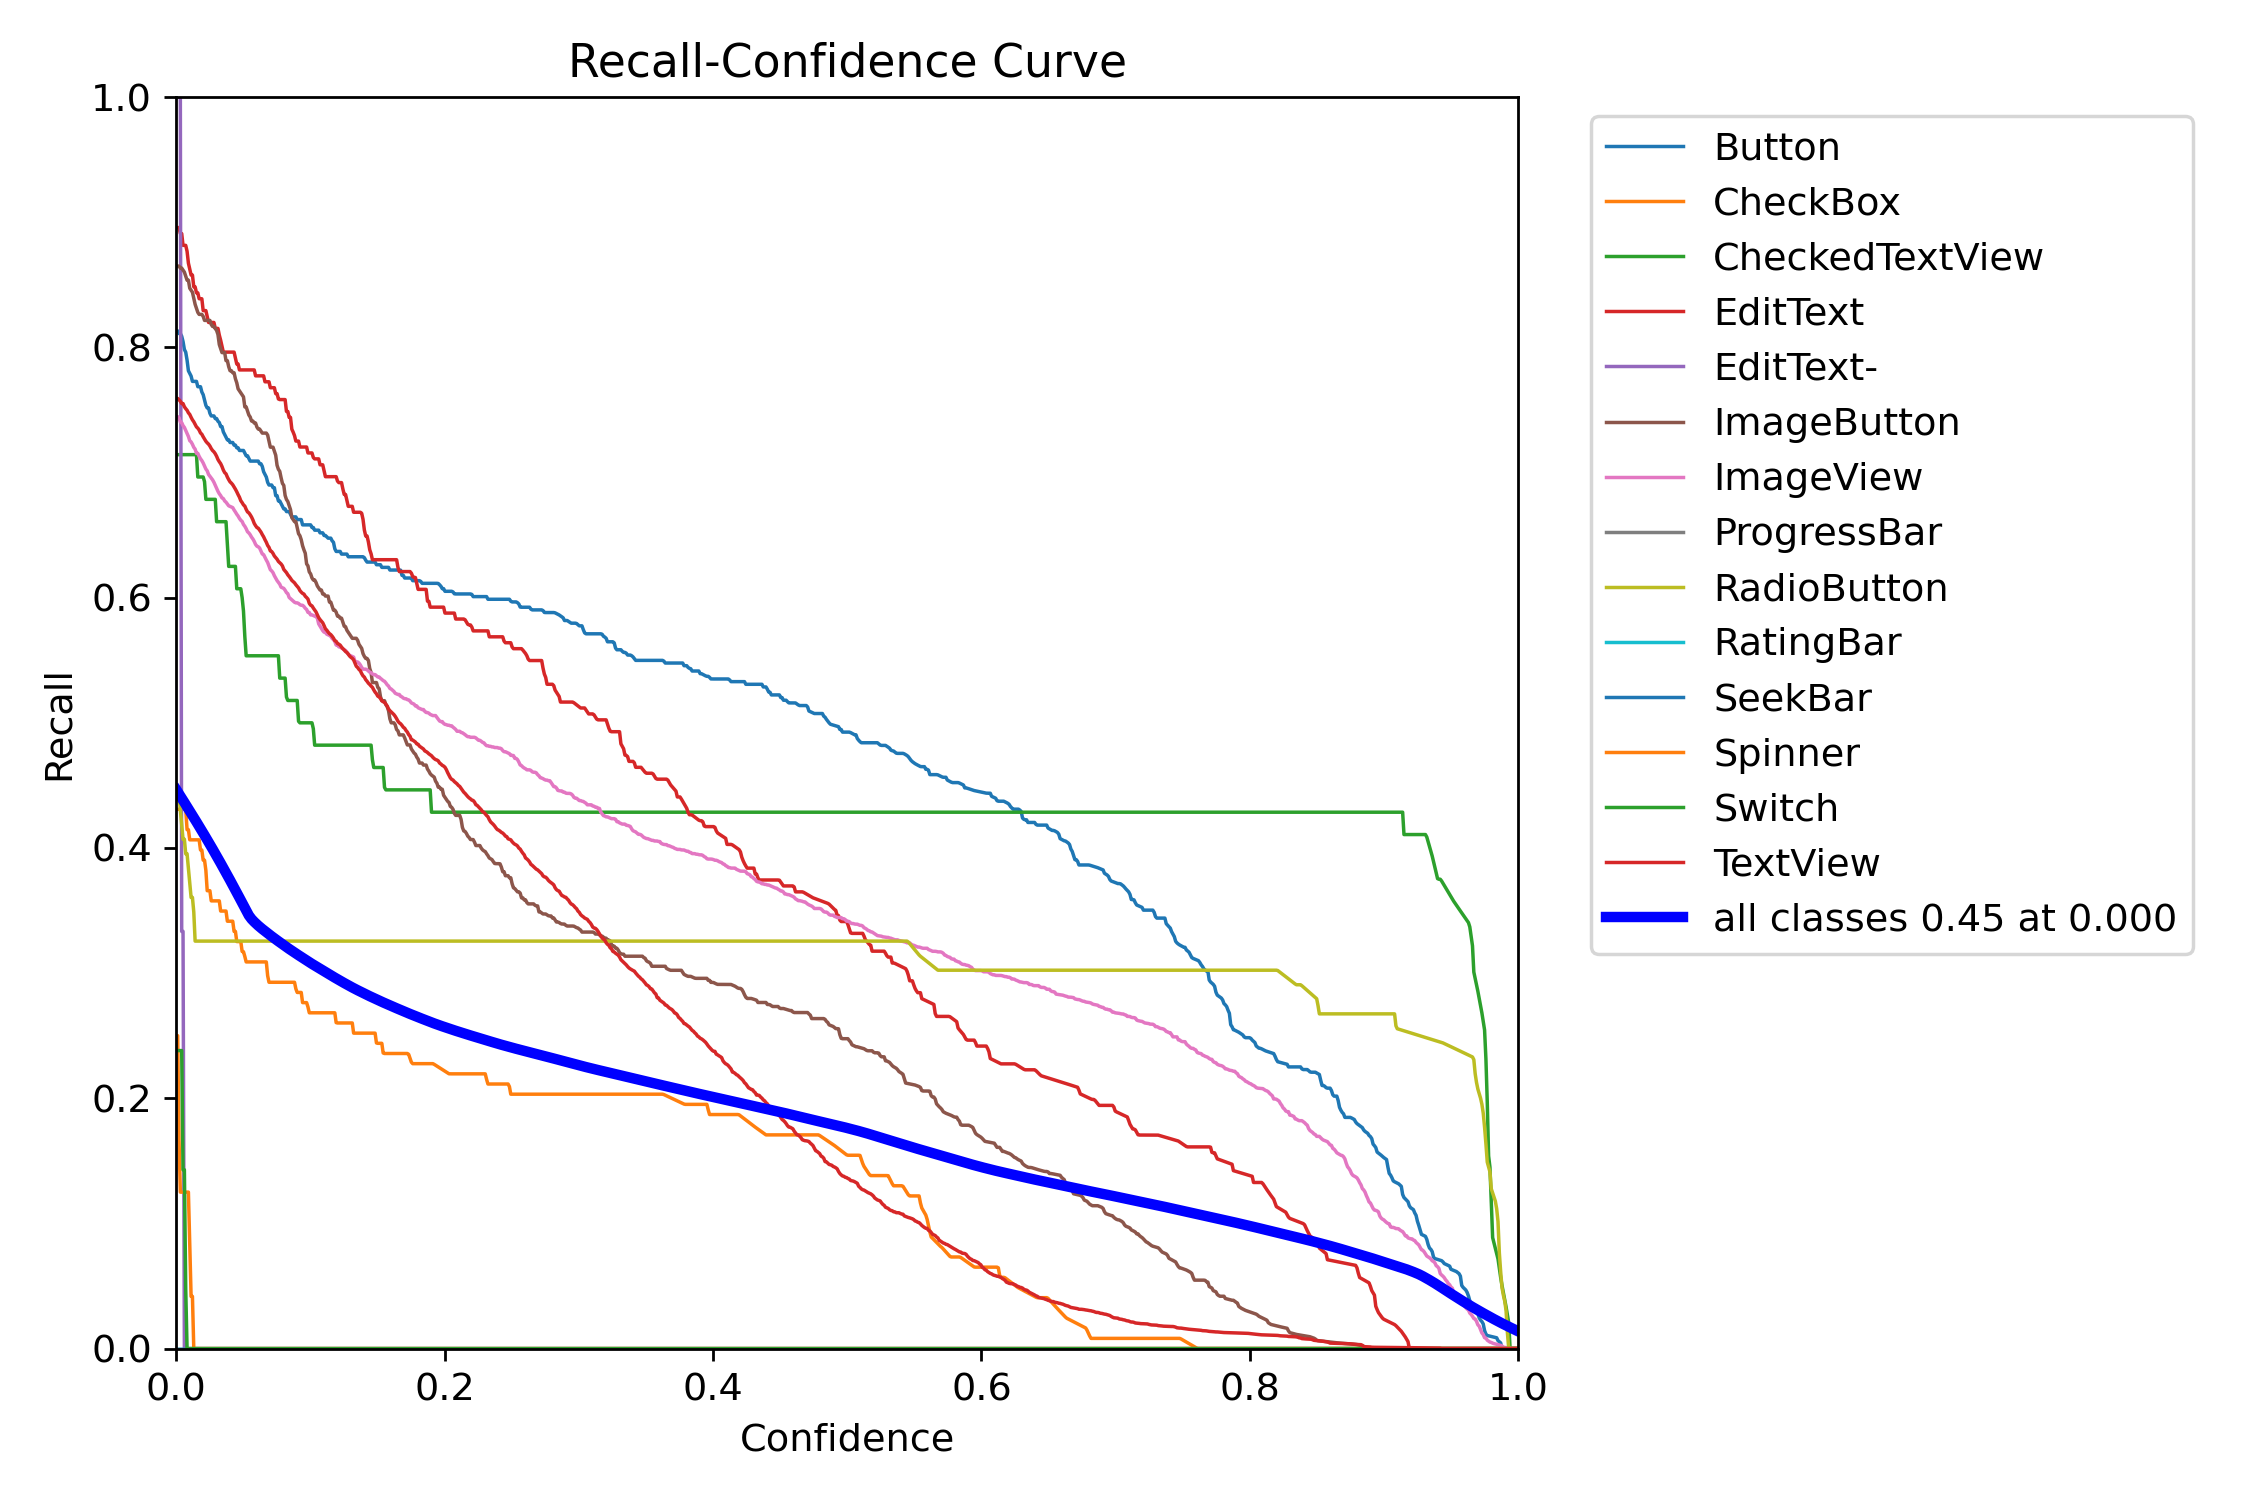 Recall-Confidence Curve
1.0
0.8
0.6
0.4
0.2
0.0
Recall
0.0 0.2 0.4 0.6 0.8 1.0
Confidence
Button
CheckBox
CheckedTextView
EditText
EditText-
ImageButton
ImageView
ProgressBar
RadioButton
RatingBar
SeekBar
Spinner
Switch
TextView
all classes 0.45 at 0.000